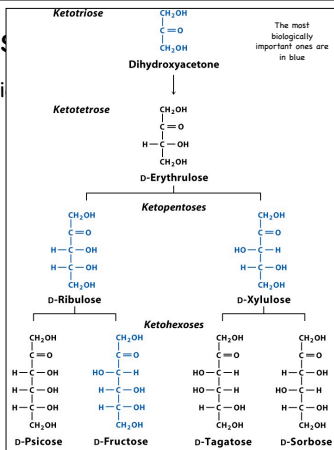 Ketotriose
CH₂OH
C=O
CH₂OH
The most
biologically
important ones are
in blue
Dihydroxyacetone
Ketotetrose
CH₂OH
C=O
H—C—OH
CH₂OH
D-Erythrulose
Ketopentoses
CH₂OH
C=O
H—C—OH
H—C—OH
CH₂OH
D-Ribulose
CH₂OH
C=O
HO—C—H
H—C—OH
CH₂OH
D-Xylulose
Ketohexoses
CH₂OH
C=O
H—C—OH
H—C—OH
H—C—OH
CH₂OH
D-Psicose
CH₂OH
C=O
HO—C—H
H—C—OH
H—C—OH
CH₂OH
D-Fructose
CH₂OH
C=O
HO—C—H
HO—C—H
H—C—OH
CH₂OH
D-Tagatose
CH₂OH
C=O
H—C—OH
HO—C—H
H—C—OH
CH₂OH
D-Sorbose